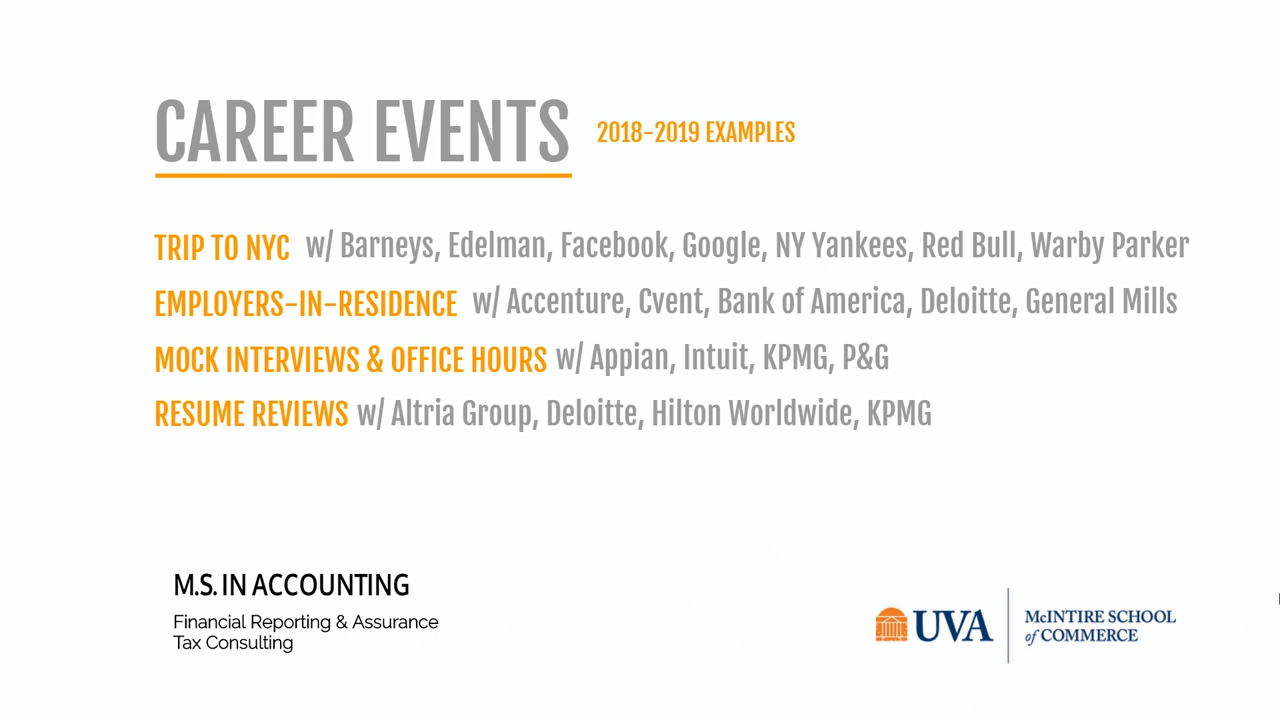 CAREER EVENTS 2018-2019 EXAMPLES
TRIP TO NYC w/ Barneys, Edelman, Facebook, Google, NY Yankees, Red Bull, Warby Parker
EMPLOYERS-IN-RESIDENCE w/ Accenture, Cvent, Bank of America, Deloitte, General Mills
MOCK INTERVIEWS & OFFICE HOURS w/ Appian, Intuit, KPMG, P&G
RESUME REVIEWS w/ Altria Group, Deloitte, Hilton Worldwide, KPMG
M.S. IN ACCOUNTING
Financial Reporting & Assurance
Tax Consulting
UVA
McINTIRE SCHOOL
of COMMERCE